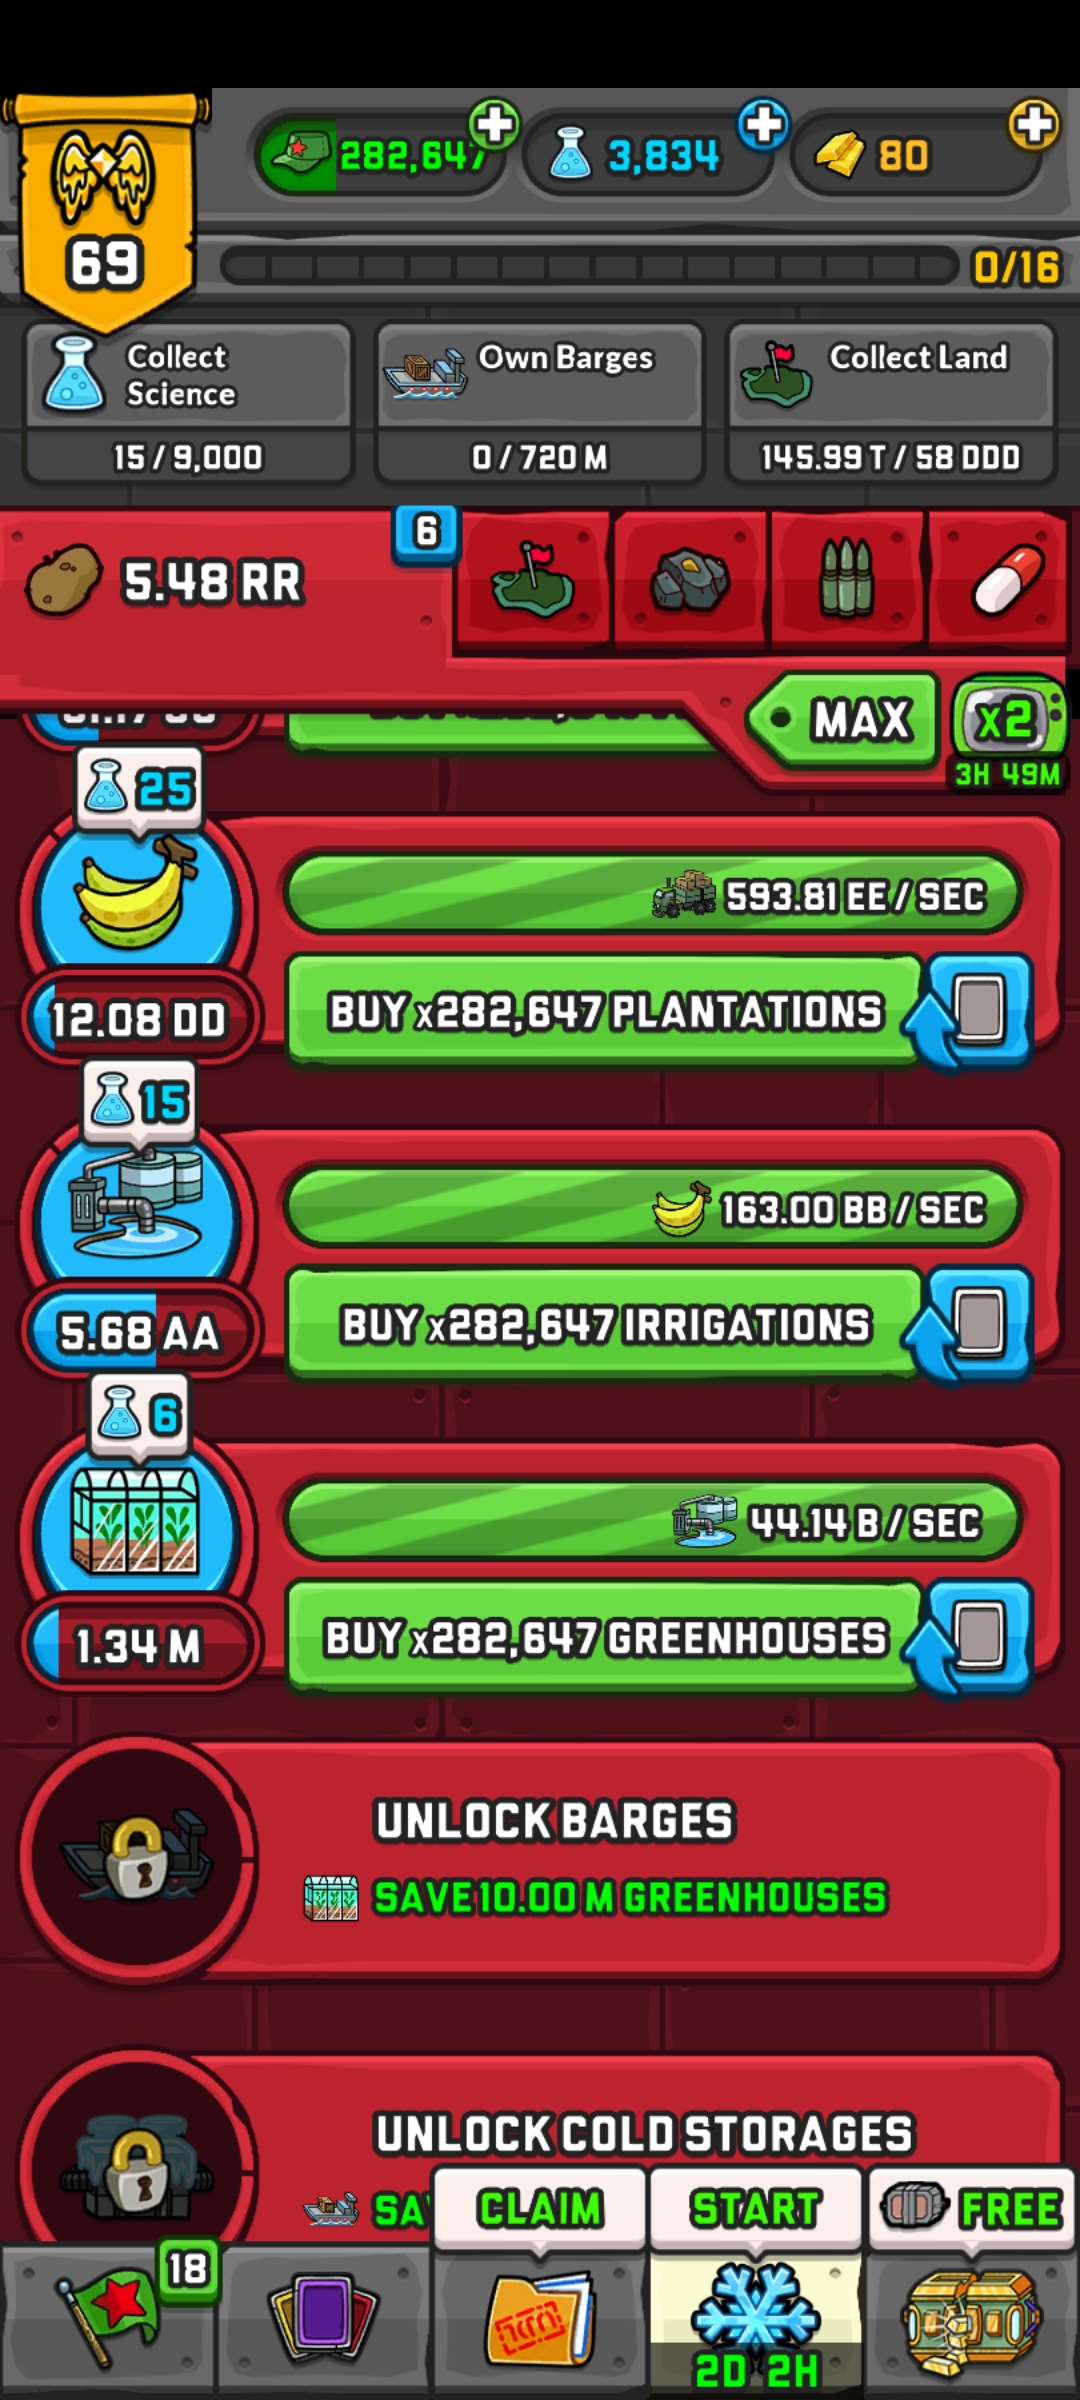 282,647
3,834
80
69
0/16
Collect
Science
Own Barges
Collect Land
15 / 9,000
0 / 720 M
145.99 T / 58 DDD
5.48 RR
6
MAX
x2
3H 49M
25
593.81 EE / SEC
12.08 DD
BUY x282,647 PLANTATIONS
15
163.00 BB / SEC
5.68 AA
BUY x282,647 IRRIGATIONS
6
44.14 B / SEC
1.34 M
BUY x282,647 GREENHOUSES
UNLOCK BARGES
SAVE 10.00 M GREENHOUSES
UNLOCK COLD STORAGES
CLAIM
START
FREE
18
2D 2H